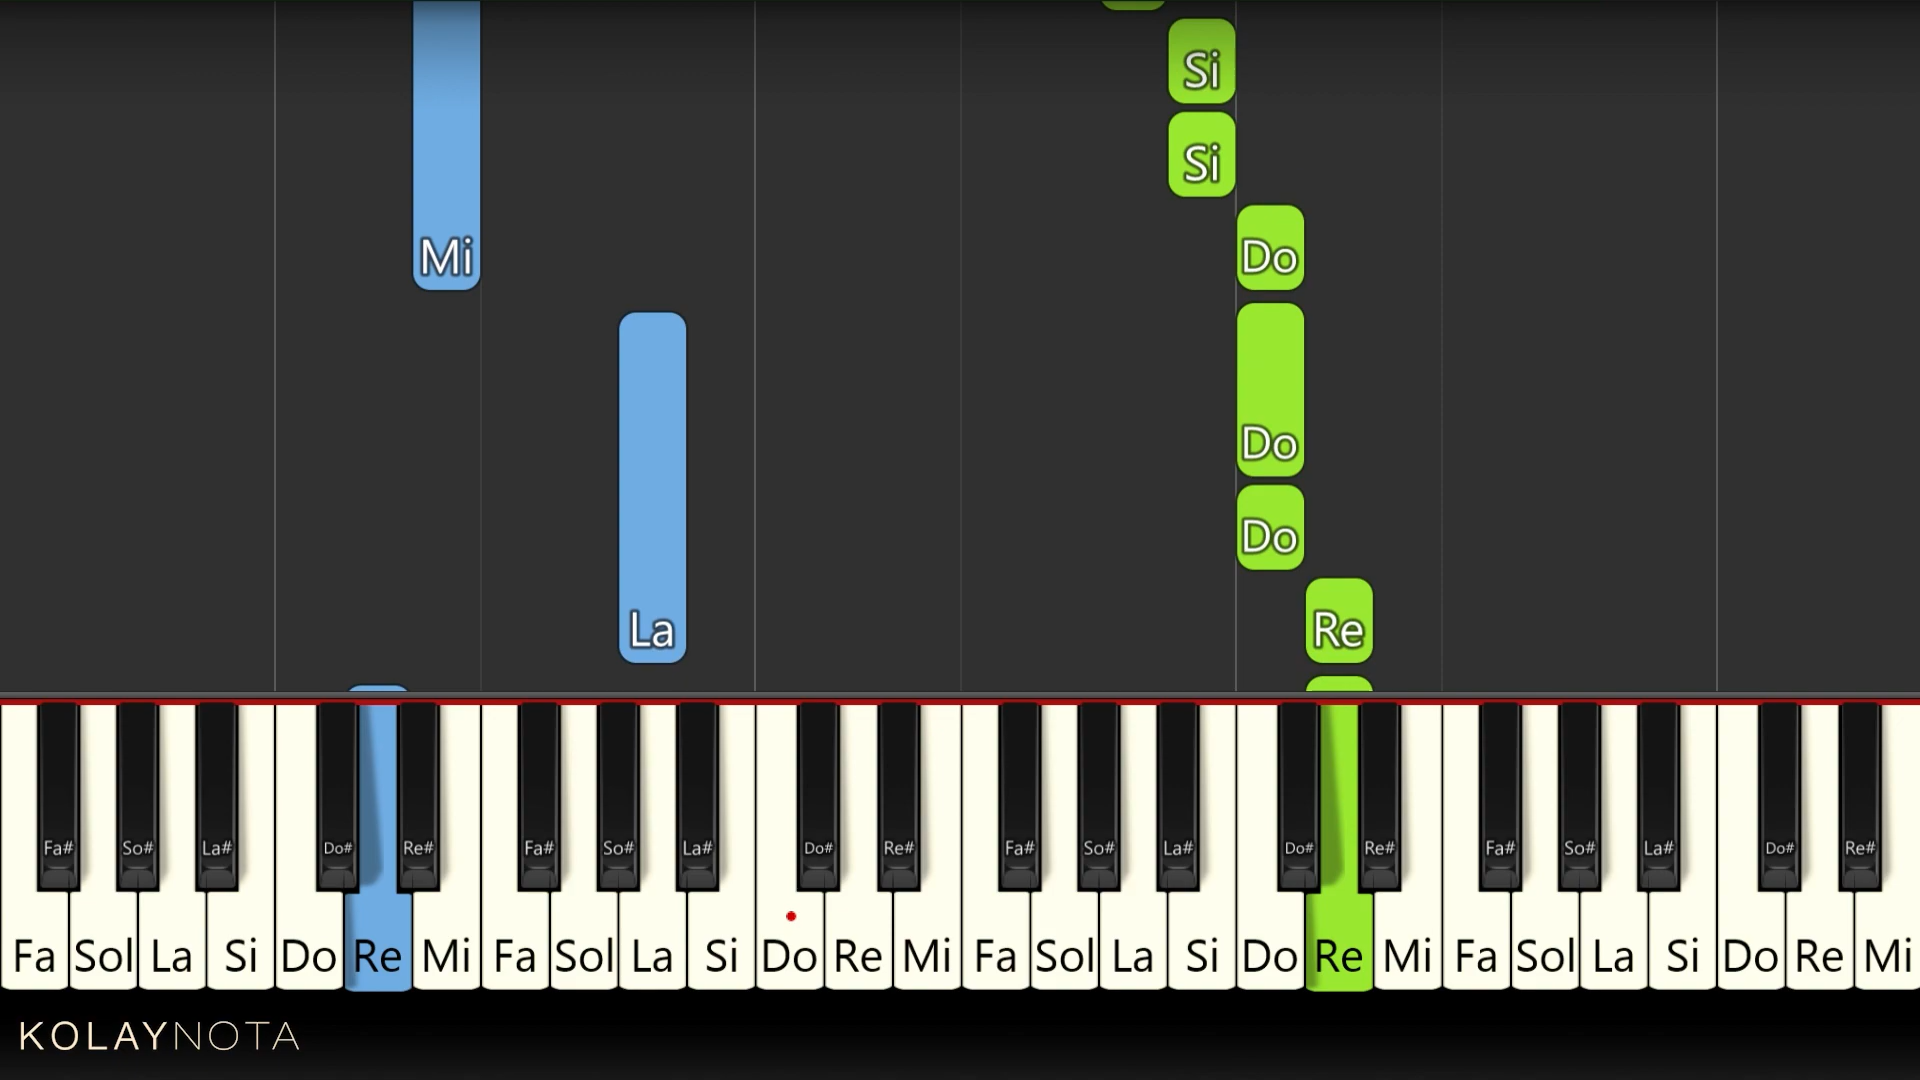 Si
Si
Mi Do
Do
Do
La Re
Fa# So# La# Do# Re# Fa# So# La# Do# Re# Fa# So# La# Do# Re# Fa# So# La# Do# Re#
Fa Sol La Si Do Re Mi Fa Sol La Si Do Re Mi Fa Sol La Si Do Re Mi Fa Sol La Si Do Re Mi
KOLAYNOTA